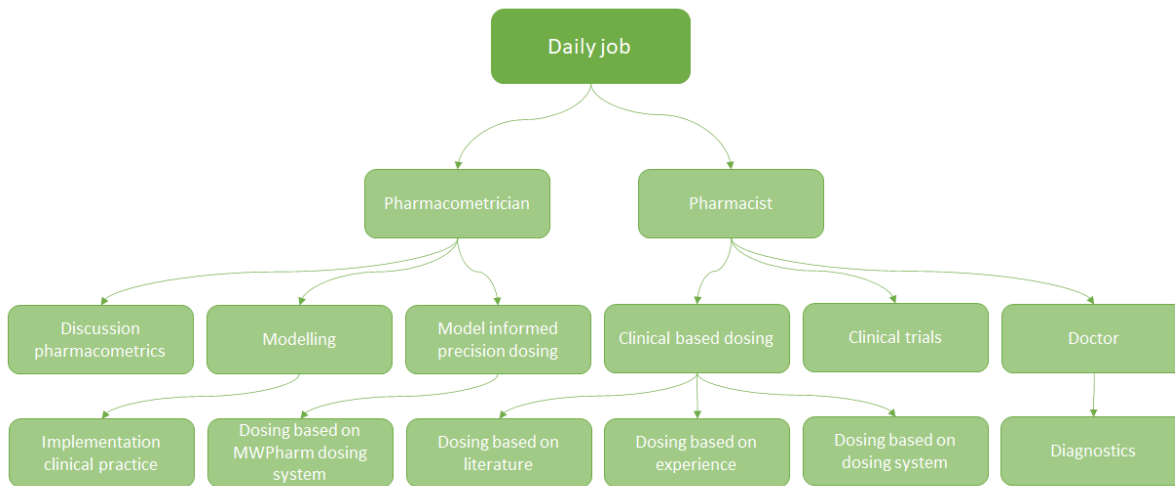 Daily job
Pharmacometrician
Pharmacist
Discussion
pharmacometrics
Modelling
Model informed
precision dosing
Clinical based dosing
Clinical trials
Doctor
Implementation
clinical practice
Dosing based on
MWPharm dosing
system
Dosing based on
literature
Dosing based on
experience
Dosing based on
dosing system
Diagnostics